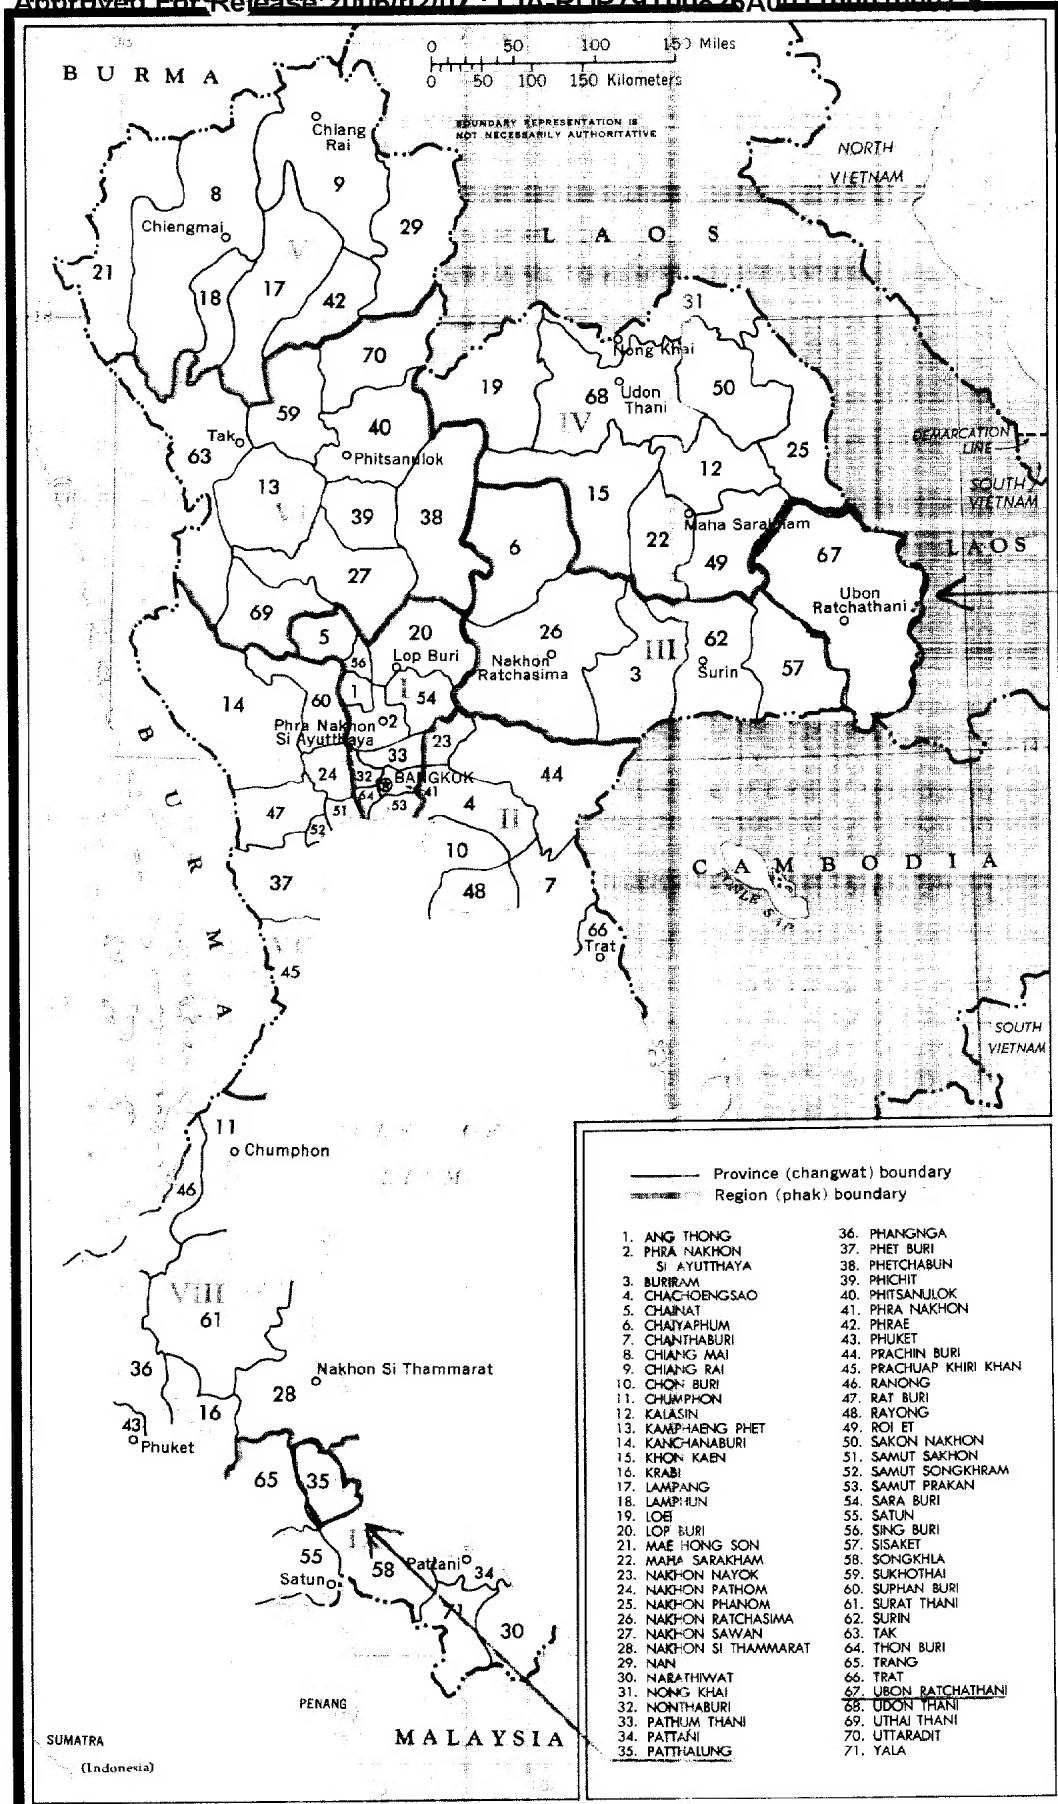 Approved For Release 2006/02/07 : CIA-RDP79
0 50 100 150 Miles
0 50 100 150 Kilometers
BOUNDARY REPRESENTATION IS
NOT NECESSARILY AUTHORITATIVE
BURMA
Chiang
Rai
NORTH
VIETNAM
8
9
29
Chiengmai
V
LAOS
21
18
17
42
31
70
Nong Khai
19
68
Udon
Thani
50
59
IV
40
Tak
Phitsanulok
63
25
DEMARCATION
LINE
12
13
15
SOUTH
VIETNAM
VI
39
38
Maha Sarakham
6
22
49
67
LAOS
27
Ubon
Ratchathani
69
5
20
26
III
62
56
Lop Buri
Nakhon
Ratchasima
3
Surin
57
14
60
1
I
54
Phra Nakhon
Si Ayutthaya
2
33
23
24
32
BANGKOK
44
64
53
41
4
47
51
II
52
10
BURMA
CAMBODIA
TONLE SAP
37
48
7
66
Trat
45
SOUTH
VIETNAM
11
Chumphon
46
VIII
61
36
Nakhon Si Thammarat
28
16
43
Phuket
65
35
55
58
Pattani
34
Satun
71
30
PENANG
MALAYSIA
SUMATRA
(Indonesia)
Province (changwat) boundary
Region (phak) boundary
1. ANG THONG
2. PHRA NAKHON
SI AYUTTHAYA
3. BURIRAM
4. CHACHOENGSAO
5. CHAINAT
6. CHAIYAPHUM
7. CHANTHABURI
8. CHIANG MAI
9. CHIANG RAI
10. CHON BURI
11. CHUMPHON
12. KALASIN
13. KAMPHAENG PHET
14. KANCHANABURI
15. KHON KAEN
16. KRABI
17. LAMPANG
18. LAMPHUN
19. LOEI
20. LOP BURI
21. MAE HONG SON
22. MAHA SARAKHAM
23. NAKHON NAYOK
24. NAKHON PATHOM
25. NAKHON PHANOM
26. NAKHON RATCHASIMA
27. NAKHON SAWAN
28. NAKHON SI THAMMARAT
29. NAN
30. NARATHIWAT
31. NONG KHAI
32. NONTHABURI
33. PATHUM THANI
34. PATTANI
35. PATTHALUNG
36. PHANGNGA
37. PHET BURI
38. PHETCHABUN
39. PHICHIT
40. PHITSANULOK
41. PHRA NAKHON
42. PHRAE
43. PHUKET
44. PRACHIN BURI
45. PRACHUAP KHIRI KHAN
46. RANONG
47. RAT BURI
48. RAYONG
49. ROI ET
50. SAKON NAKHON
51. SAMUT SAKHON
52. SAMUT SONGKHRAM
53. SAMUT PRAKAN
54. SARA BURI
55. SATUN
56. SING BURI
57. SISAKET
58. SONGKHLA
59. SUKHOTHAI
60. SUPHAN BURI
61. SURAT THANI
62. SURIN
63. TAK
64. THON BURI
65. TRANG
66. TRAT
67. UBON RATCHATHANI
68. UDON THANI
69. UTHAI THANI
70. UTTARADIT
71. YALA